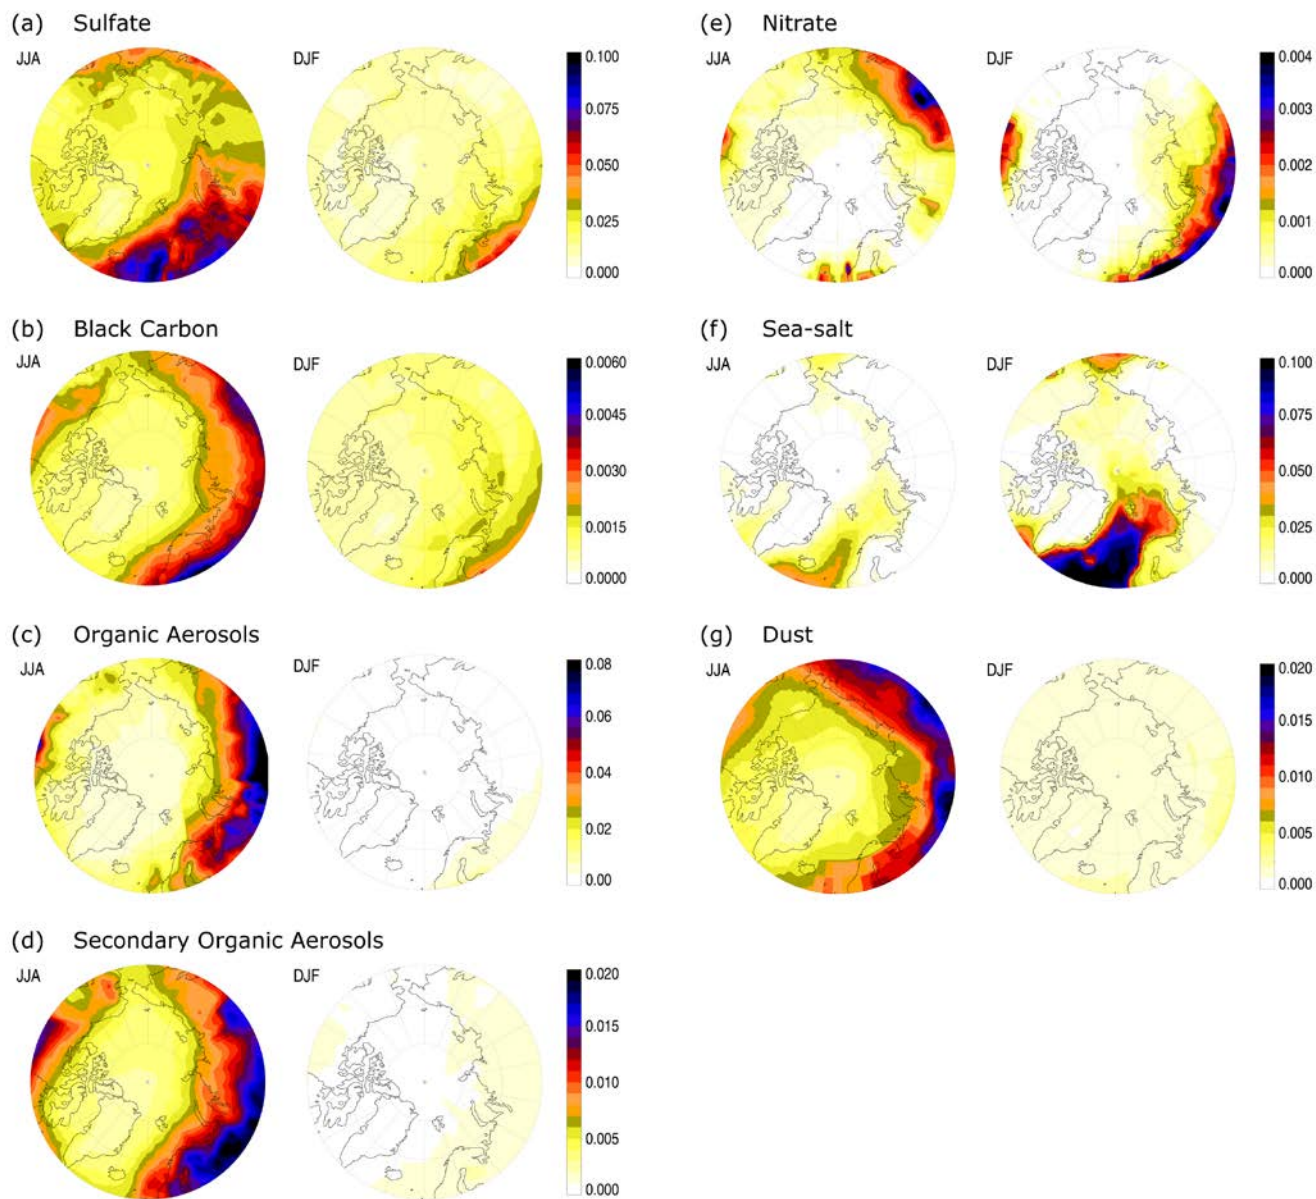 (a) Sulfate
JJA
DJF
0.100
0.075
0.050
0.025
0.000
(b) Black Carbon
JJA
DJF
0.0060
0.0045
0.0030
0.0015
0.0000
(c) Organic Aerosols
JJA
DJF
0.08
0.06
0.04
0.02
0.00
(d) Secondary Organic Aerosols
JJA
DJF
0.020
0.015
0.010
0.005
0.000
(e) Nitrate
JJA
DJF
0.004
0.003
0.002
0.001
0.000
(f) Sea-salt
JJA
DJF
0.100
0.075
0.050
0.025
0.000
(g) Dust
JJA
DJF
0.020
0.015
0.010
0.005
0.000